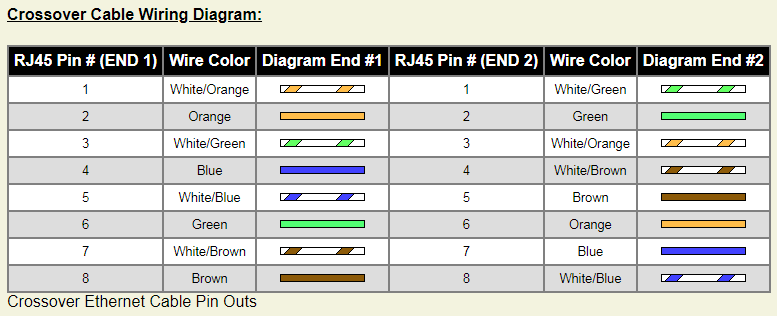 Crossover Cable Wiring Diagram:
RJ45 Pin # (END 1) Wire Color Diagram End #1 RJ45 Pin # (END 2) Wire Color Diagram End #2
1 White/Orange 1 White/Green
2 Orange 2 Green
3 White/Green 3 White/Orange
4 Blue 4 White/Brown
5 White/Blue 5 Brown
6 Green 6 Orange
7 White/Brown 7 Blue
8 Brown 8 White/Blue
Crossover Ethernet Cable Pin Outs